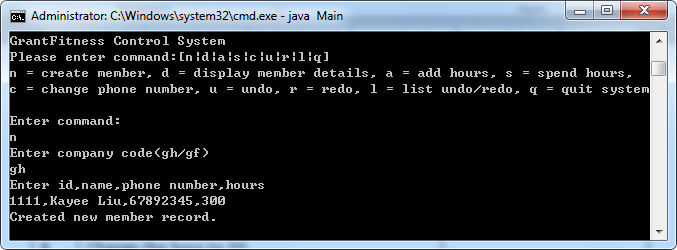 Administrator: C:\Windows\system32\cmd.exe - java Main
GrantFitness Control System
Please enter command:[n|d|a|s|c|u|r|l|q]
n = create member, d = display member details, a = add hours, s = spend hours,
c = change phone number, u = undo, r = redo, l = list undo/redo, q = quit system
Enter command:
n
Enter company code(gh/gf)
gh
Enter id,name,phone number,hours
1111,Kayee Liu,67892345,300
Created new member record.